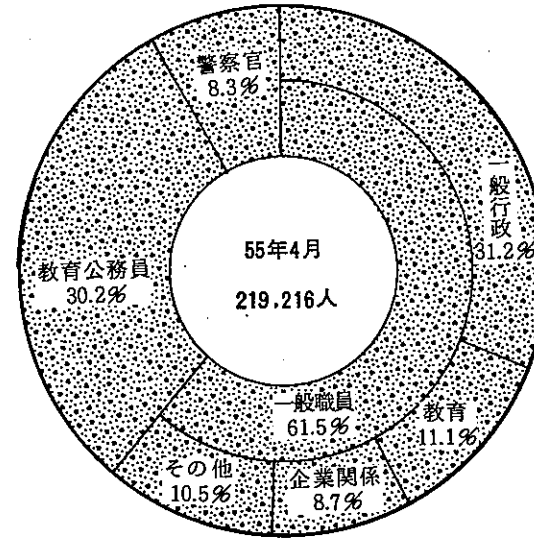 警察官
8.3%
一般行政
31.2%
55年4月
219,216人
教育公務員
30.2%
一般職員
61.5%
教育
11.1%
その他
10.5%
企業関係
8.7%